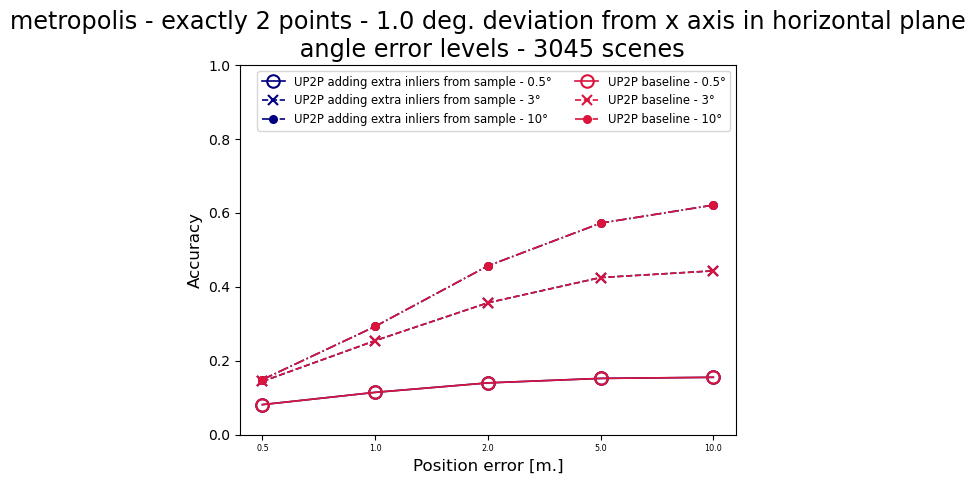 metropolis - exactly 2 points - 1.0 deg. deviation from x axis in horizontal plane
angle error levels - 3045 scenes
UP2P adding extra inliers from sample - 0.5°
UP2P adding extra inliers from sample - 3°
UP2P adding extra inliers from sample - 10°
UP2P baseline - 0.5°
UP2P baseline - 3°
UP2P baseline - 10°
Accuracy
1.0
0.8
0.6
0.4
0.2
0.0
0.5
1.0
2.0
5.0
10.0
Position error [m.]